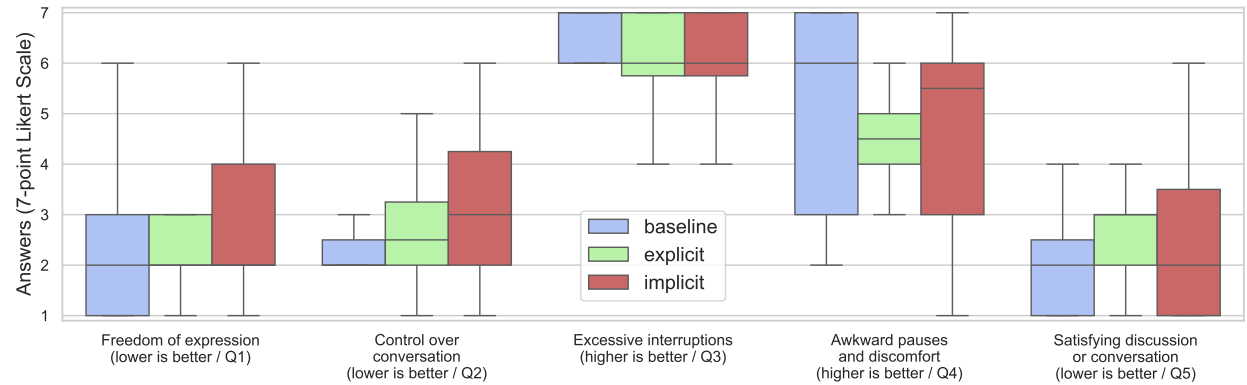 Answers (7-point Likert Scale)
7
6
5
4
3
2
1
baseline
explicit
implicit
Freedom of expression
(lower is better / Q1)
Control over
conversation
(lower is better / Q2)
Excessive interruptions
(higher is better / Q3)
Awkward pauses
and discomfort
(higher is better / Q4)
Satisfying discussion
or conversation
(lower is better / Q5)